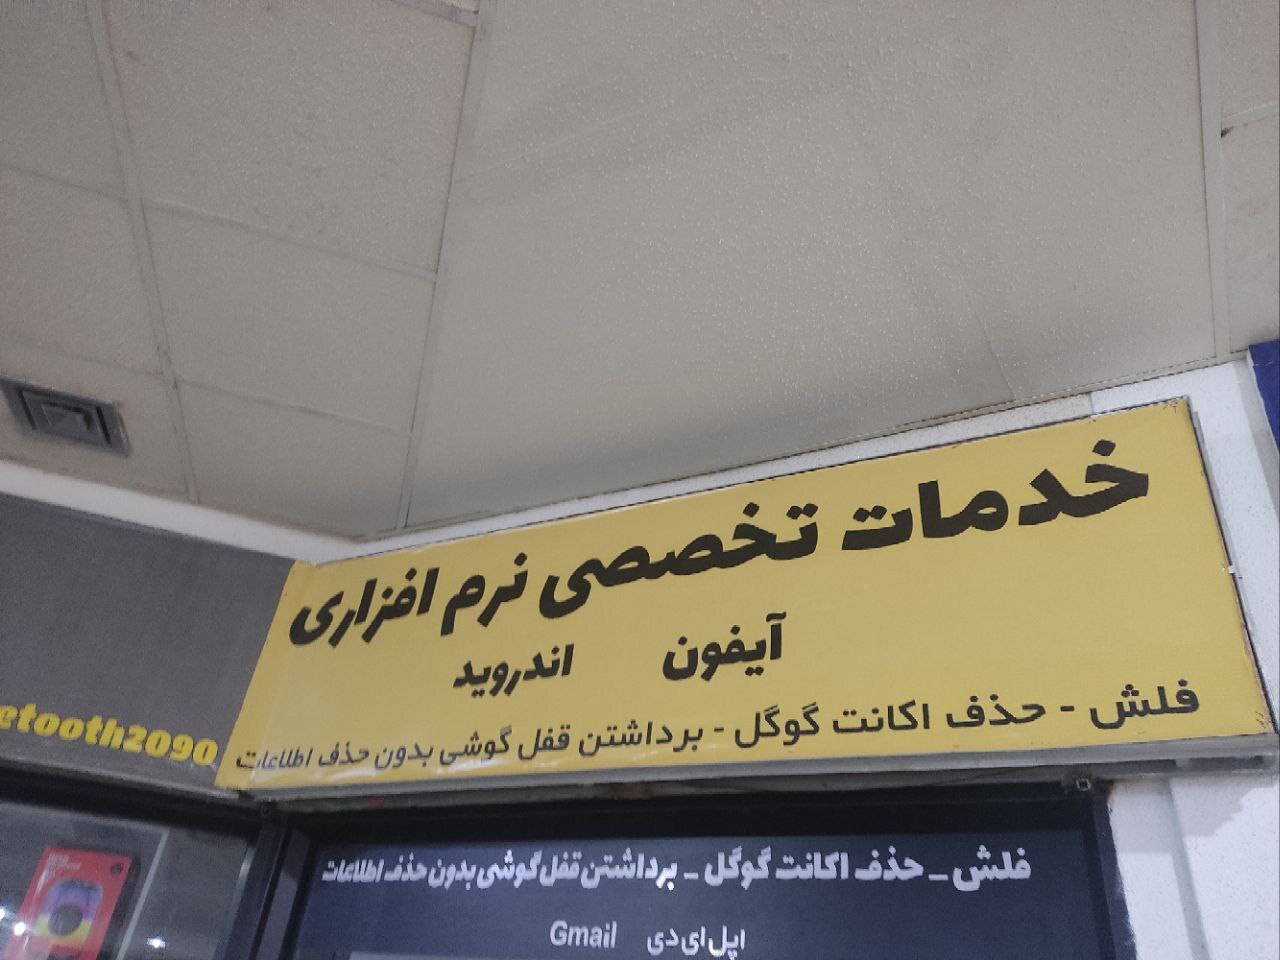 خدمات تخصصی نرم افزاری
آیفون اندروید
فلش - حذف اکانت گوگل - برداشتن قفل گوشی بدون حذف اطلاعات
etooth2090
فلش - حذف اکانت گوگل - برداشتن قفل گوشی بدون حذف اطلاعات
اپل ای دی Gmail